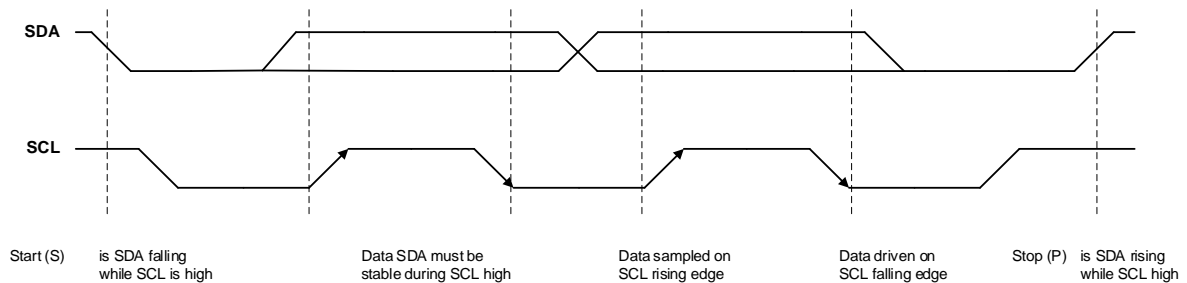 SDA
SCL
Start (S) is SDA falling
while SCL is high
Data SDA must be
stable during SCL high
Data sampled on
SCL rising edge
Data driven on
SCL falling edge
Stop (P) is SDA rising
while SCL high